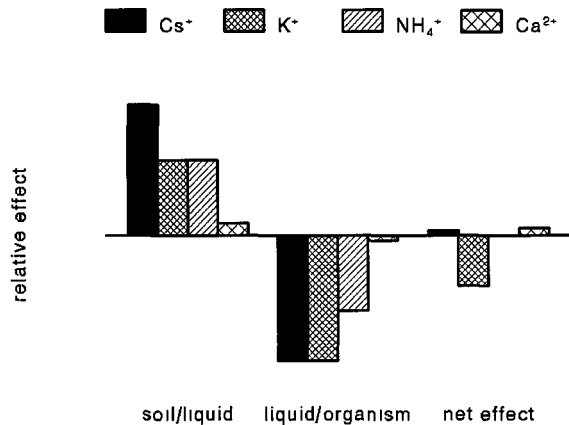 Cs⁺ K⁺ NH₄⁺ Ca²⁺
relative effect
soil/liquid liquid/organism net effect